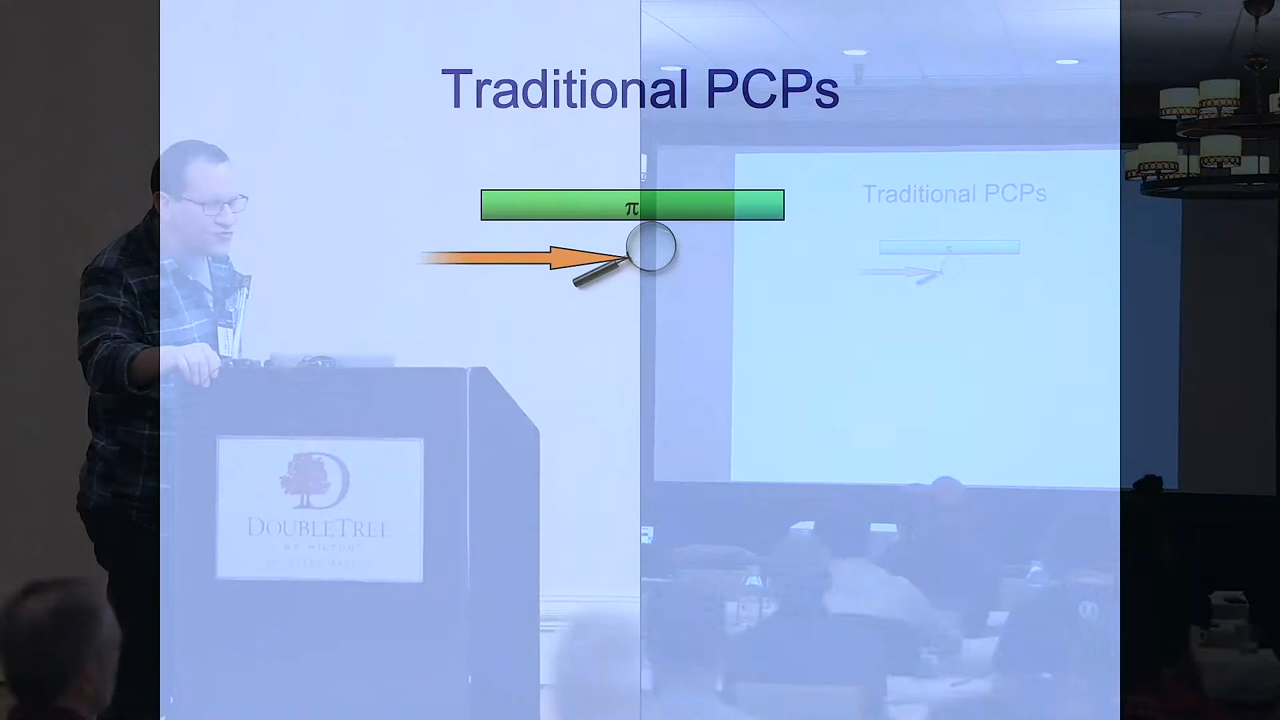 Traditional PCPs
π
Traditional PCPs
DOUBLETREE
BY HILTON